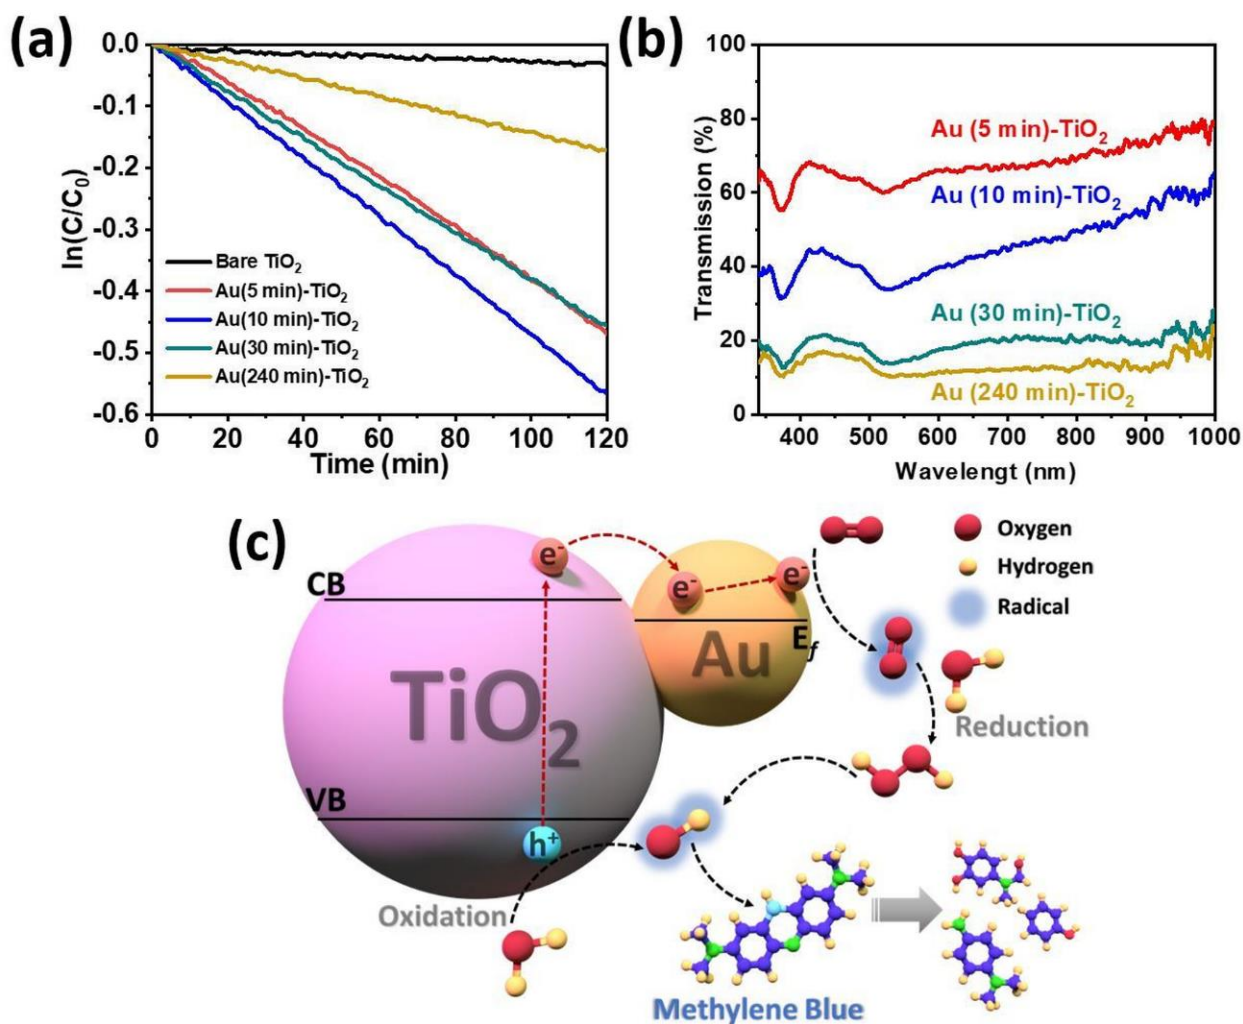 (a)
ln(C/C₀)
0.0
-0.1
-0.2
-0.3
-0.4
-0.5
-0.6
Bare TiO₂
Au(5 min)-TiO₂
Au(10 min)-TiO₂
Au(30 min)-TiO₂
Au(240 min)-TiO₂
0 20 40 60 80 100 120
Time (min)
(b)
Transmission (%)
100
80
60
40
20
0
Au (5 min)-TiO₂
Au (10 min)-TiO₂
Au (30 min)-TiO₂
Au (240 min)-TiO₂
400 500 600 700 800 900 1000
Wavelengt (nm)
(c)
CB
e⁻
e⁻
e⁻
TiO₂
Au
E𝑓
VB
h⁺
Oxygen
Hydrogen
Radical
Reduction
Oxidation
Methylene Blue